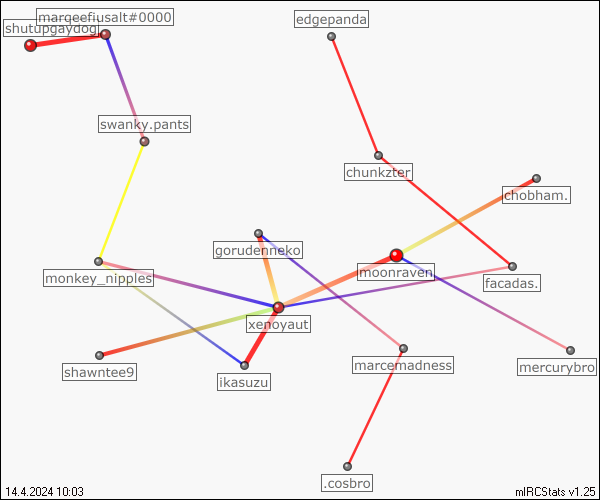 marqeefiusalt#0000
shutupgaydog
edgepanda
swanky.pants
chunkzter
chobham.
gorudenneko
moonraven
monkey_nipples
facadas.
xenoyaut
shawntee9
ikasuzu
marcemadness
mercurybro
.cosbro
14.4.2024 10:03
mIRCStats v1.25